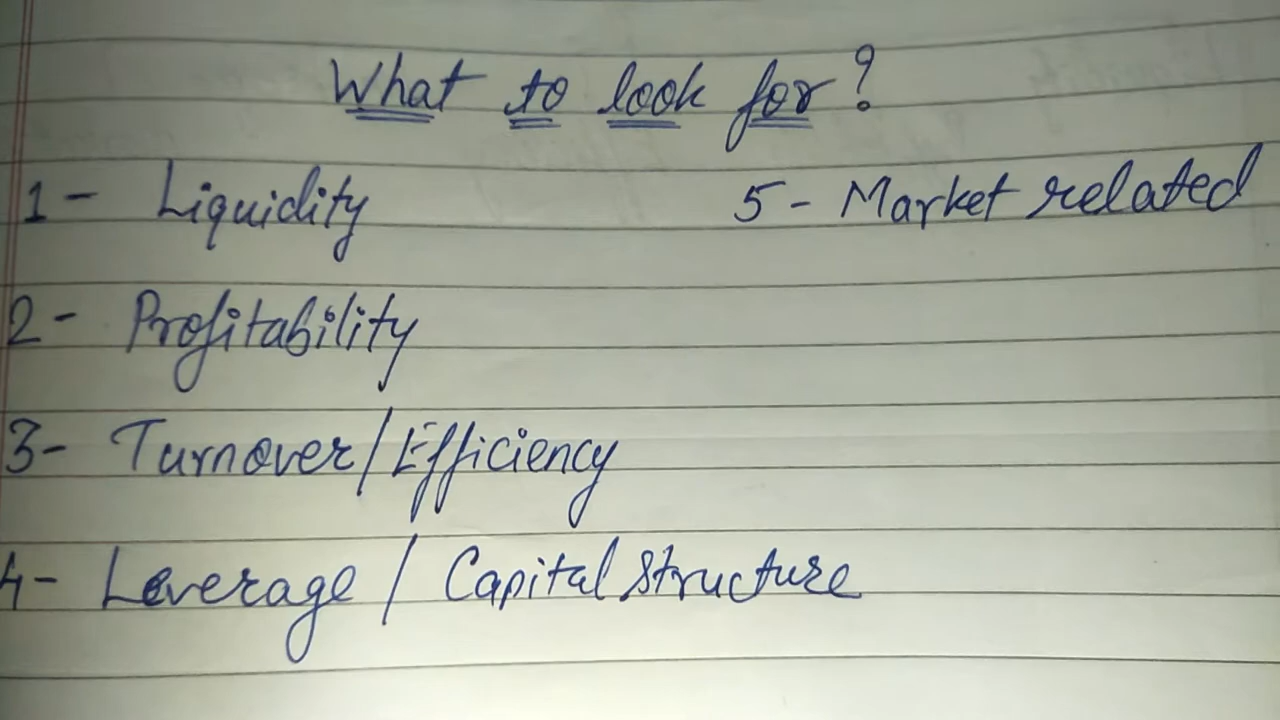 What to look for?
1- Liquidity
2- Profitability
3- Turnover/Efficiency
4- Leverage / Capital Structure
5- Market related